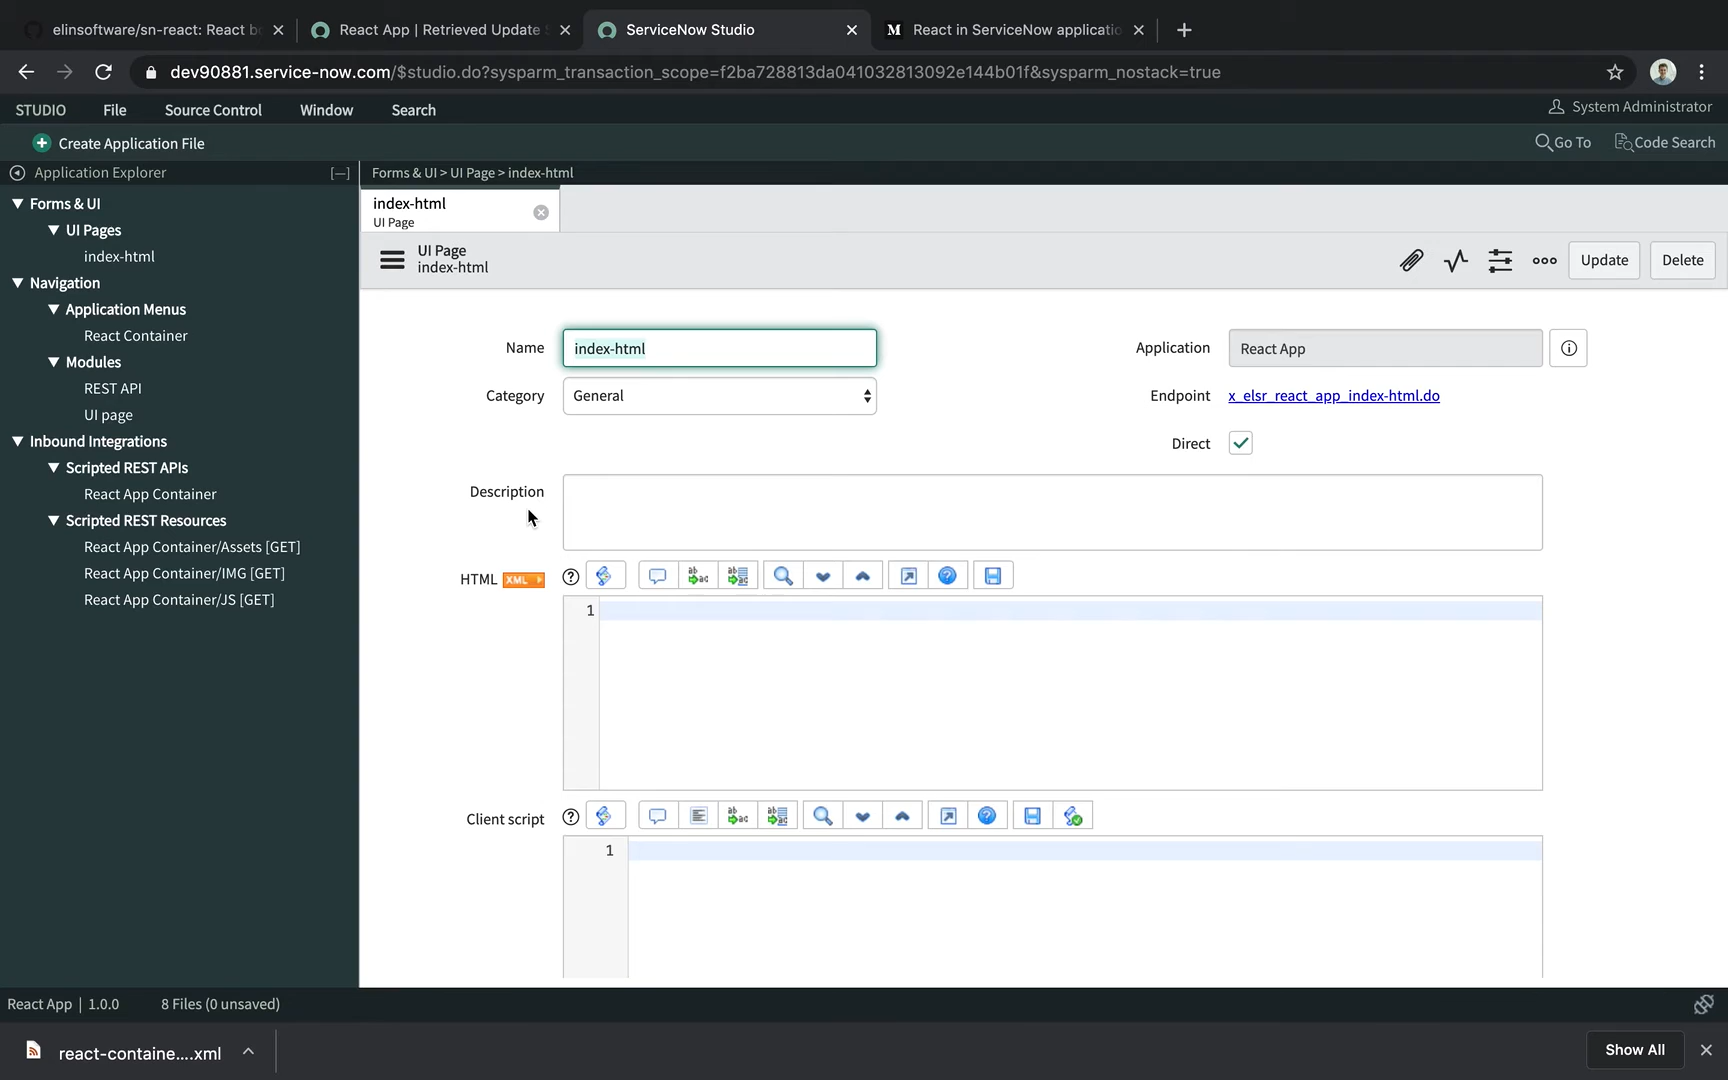 elinsoftware/sn-react: React b
React App | Retrieved Update S
ServiceNow Studio
M React in ServiceNow applicatio
dev90881.service-now.com/$studio.do?sysparm_transaction_scope=f2ba728813da041032813092e144b01f&sysparm_nostack=true
STUDIO File Source Control Window Search
System Administrator
Create Application File
Go To Code Search
Application Explorer [—]
Forms & UI > UI Page > index-html
Forms & UI
UI Pages
index-html
Navigation
Application Menus
React Container
Modules
REST API
UI page
Inbound Integrations
Scripted REST APIs
React App Container
Scripted REST Resources
React App Container/Assets [GET]
React App Container/IMG [GET]
React App Container/JS [GET]
index-html
UI Page
UI Page
index-html
Update Delete
Name index-html
Application React App
Category General
Endpoint x_elsr_react_app_index-html.do
Direct
Description
HTML XML
1
Client script
1
React App | 1.0.0 8 Files (0 unsaved)
react-containe....xml
Show All